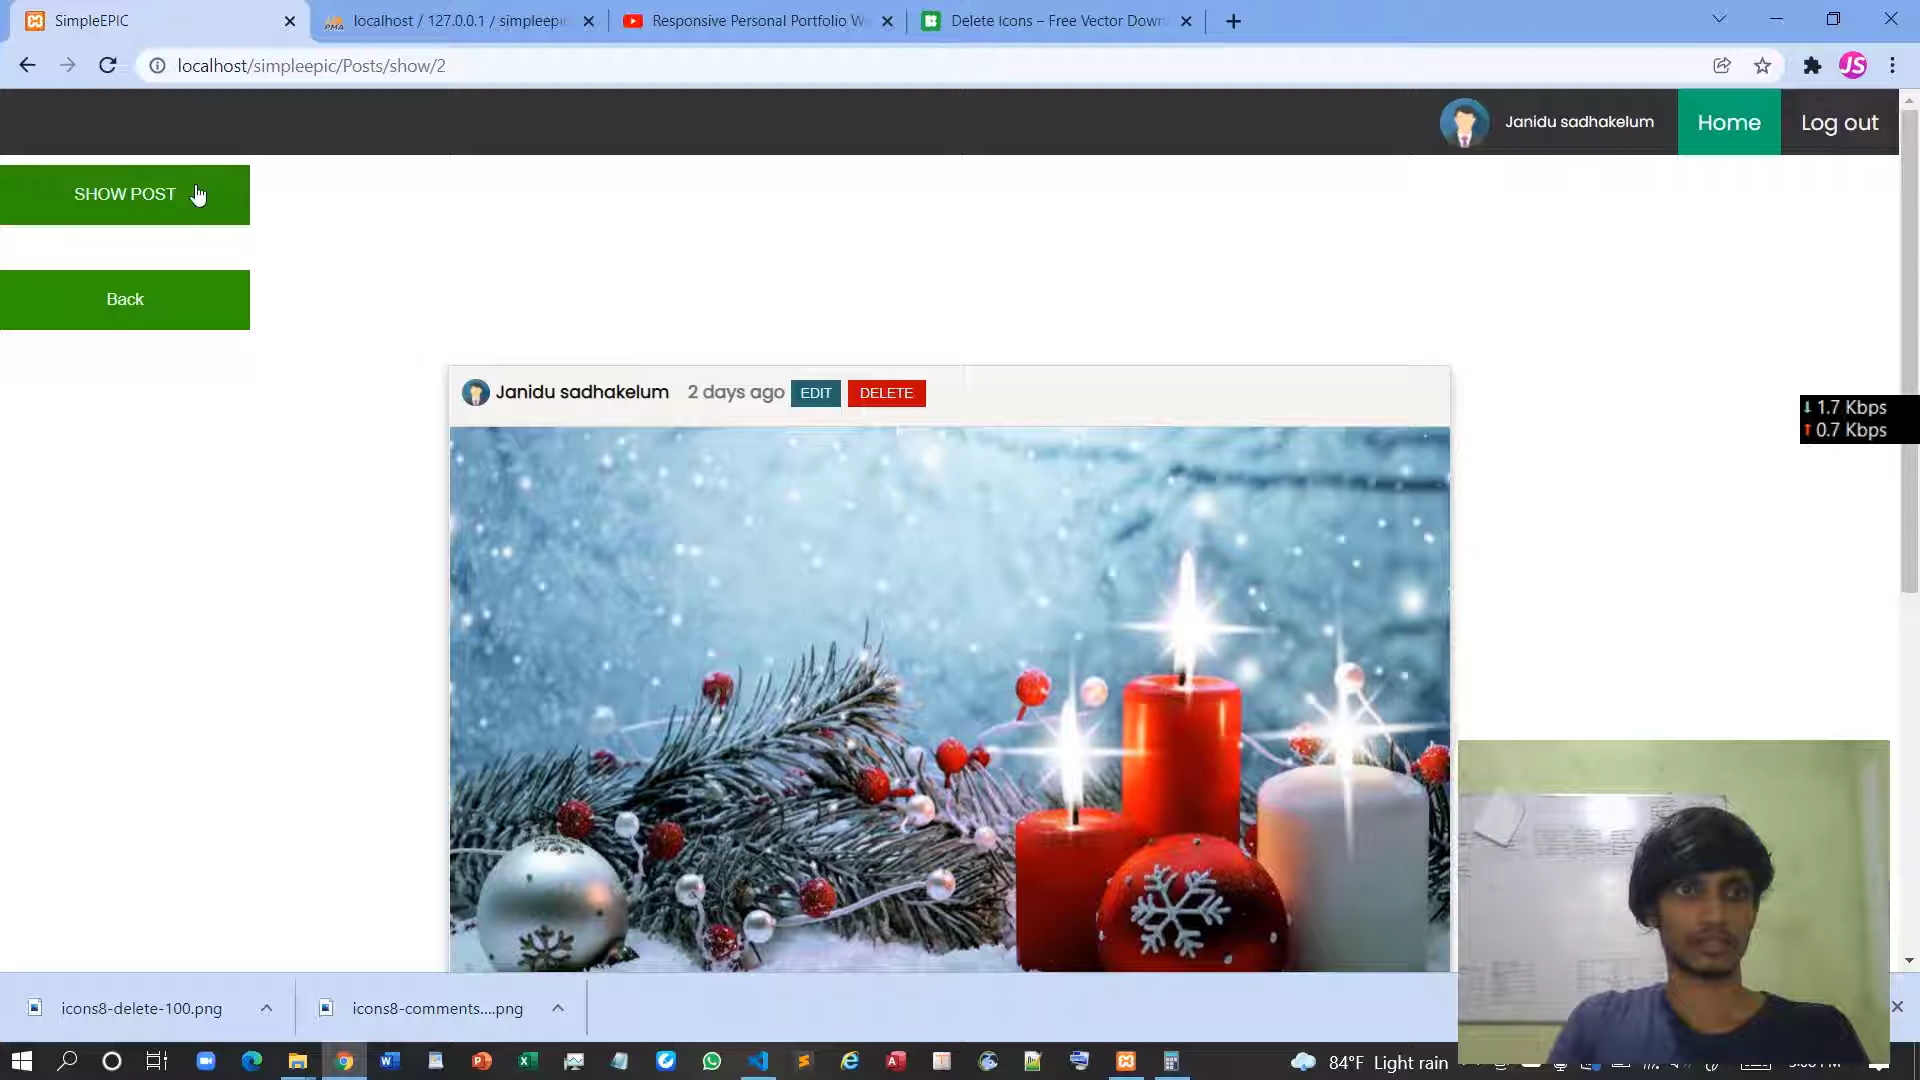 SimpleEPIC
localhost / 127.0.0.1 / simpleepi
Responsive Personal Portfolio W
Delete Icons – Free Vector Down
localhost/simpleepic/Posts/show/2
JS
Janidu sadhakelum
Home
Log out
SHOW POST
Back
Janidu sadhakelum 2 days ago EDIT DELETE
↓ 1.7 Kbps
↑ 0.7 Kbps
icons8-delete-100.png
icons8-comments....png
84°F Light rain